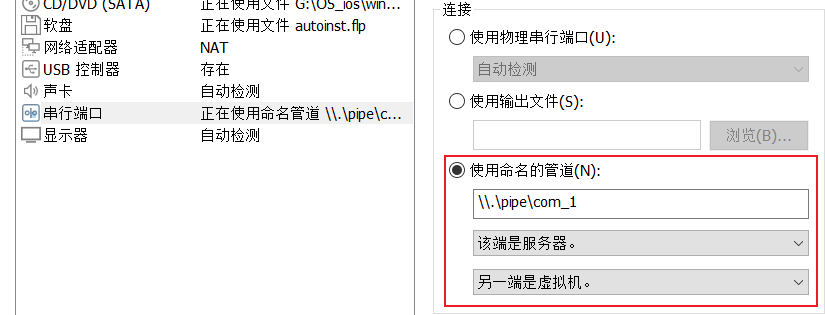 CD/DVD (SATA) 正在使用文件 G:\OS_ios\win...
软盘 正在使用文件 autoinst.flp
网络适配器 NAT
USB 控制器 存在
声卡 自动检测
串行端口 正在使用命名管道 \\.\pipe\c...
显示器 自动检测
连接
使用物理串行端口(U):
自动检测
使用输出文件(S):
浏览(B)...
使用命名的管道(N):
\\.\pipe\com_1
该端是服务器。
另一端是虚拟机。